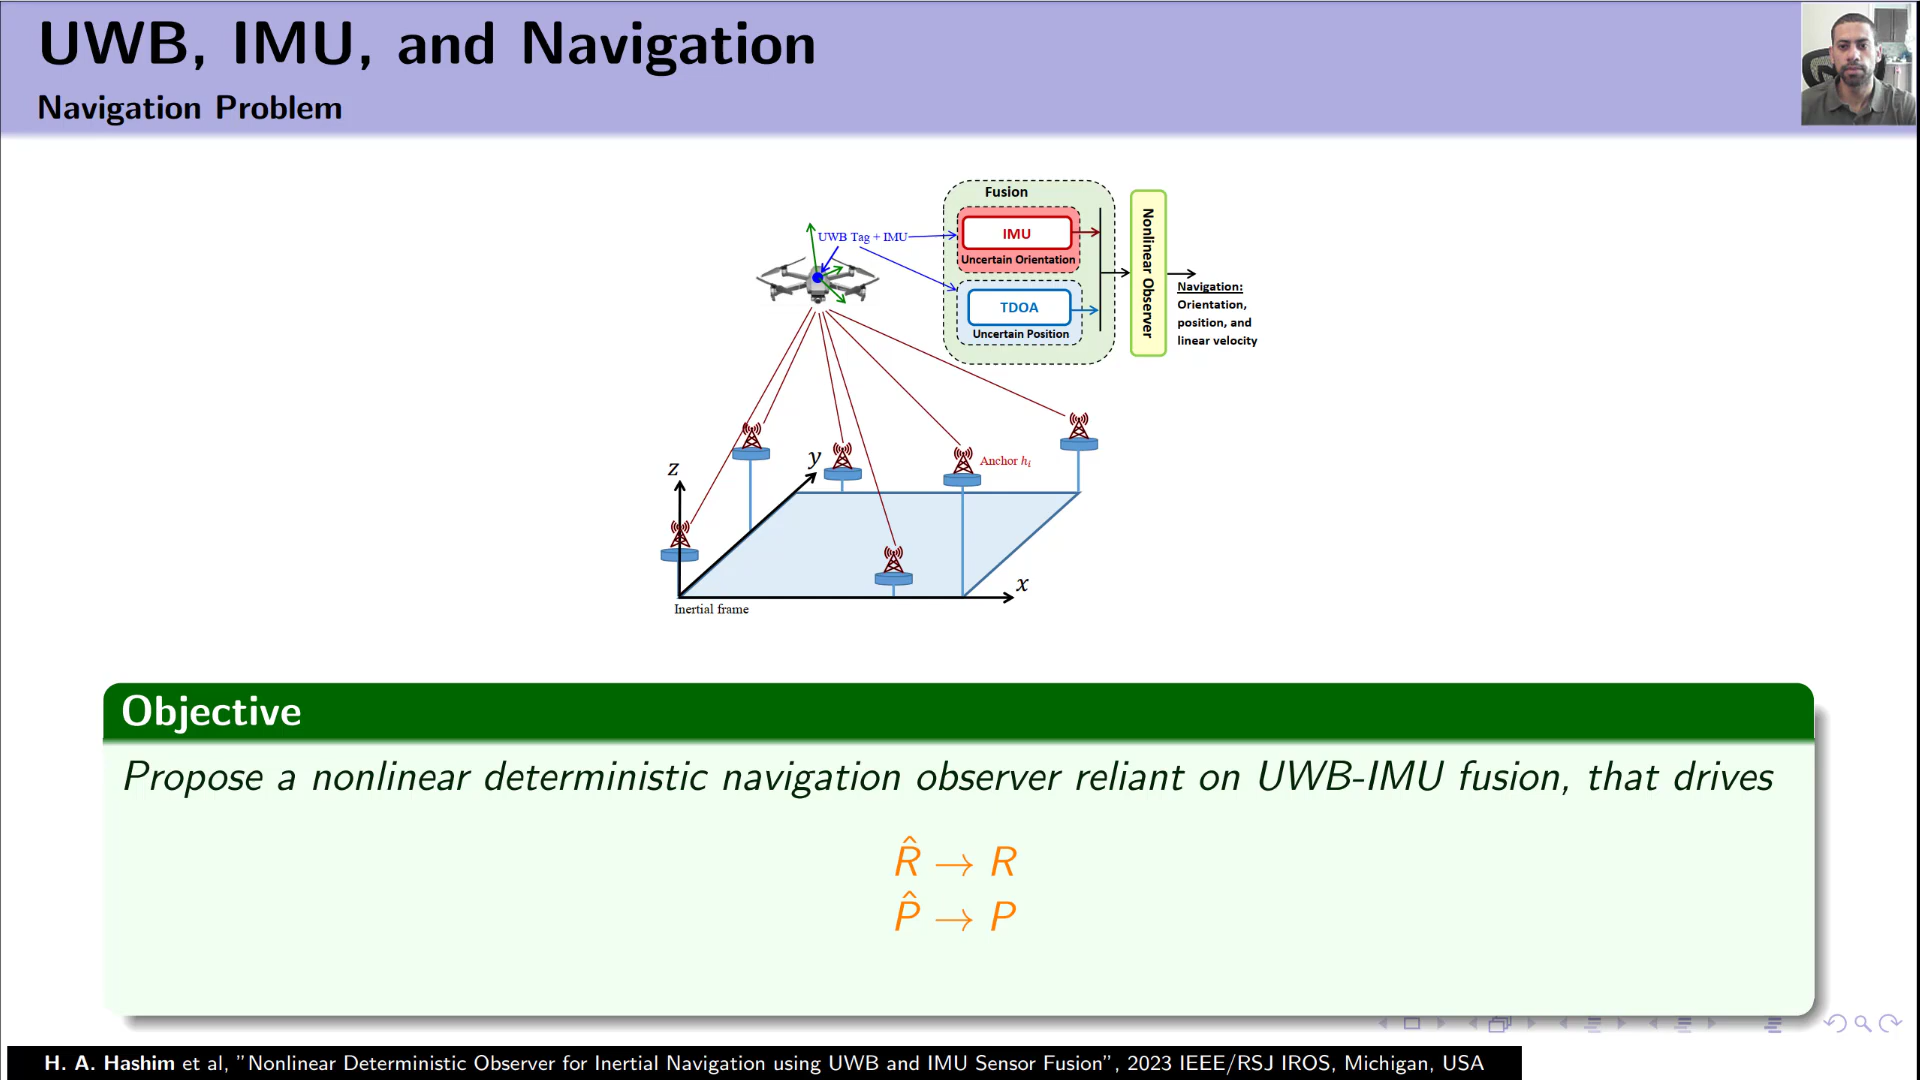 UWB, IMU, and Navigation
Navigation Problem
Fusion
UWB Tag + IMU
IMU
Uncertain Orientation
TDOA
Uncertain Position
Nonlinear Observer
Navigation:
Orientation,
position, and
linear velocity
Anchor hᵢ
z
y
x
Inertial frame
Objective
Propose a nonlinear deterministic navigation observer reliant on UWB-IMU fusion, that drives
R̂ → R
P̂ → P
H. A. Hashim et al, "Nonlinear Deterministic Observer for Inertial Navigation using UWB and IMU Sensor Fusion", 2023 IEEE/RSJ IROS, Michigan, USA